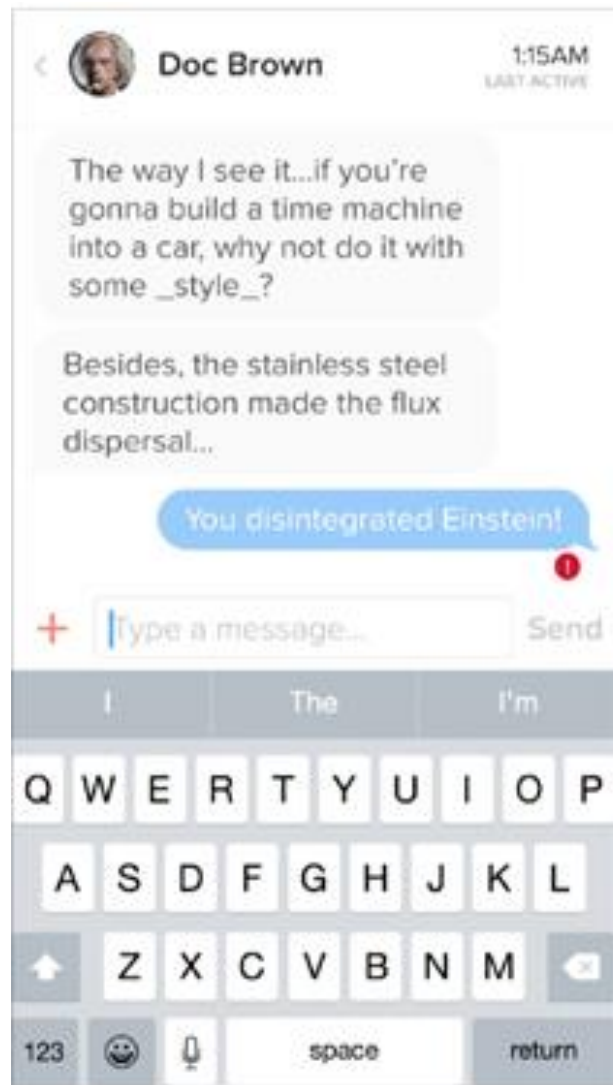 Doc Brown
1:15AM
LAST ACTIVE
The way I see it...if you're
gonna build a time machine
into a car, why not do it with
some _style_?
Besides, the stainless steel
construction made the flux
dispersal...
You disintegrated Einstein!
!
Type a message...
Send
I
The
I'm
Q W E R T Y U I O P
A S D F G H J K L
Z X C V B N M
123
space
return